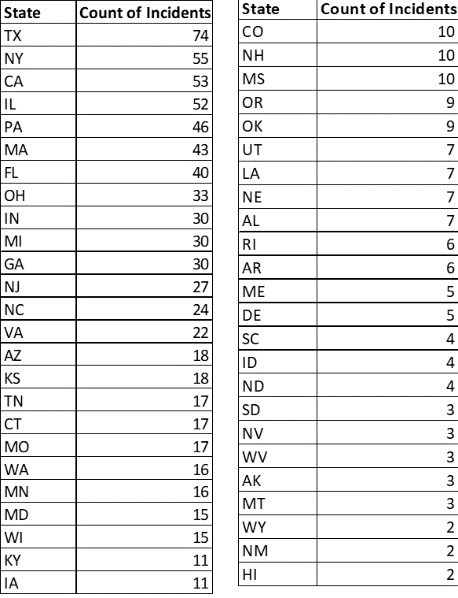 State Count of Incidents
TX 74
NY 55
CA 53
IL 52
PA 46
MA 43
FL 40
OH 33
IN 30
MI 30
GA 30
NJ 27
NC 24
VA 22
AZ 18
KS 18
TN 17
CT 17
MO 17
WA 16
MN 16
MD 15
WI 15
KY 11
IA 11
State Count of Incidents
CO 10
NH 10
MS 10
OR 9
OK 9
UT 7
LA 7
NE 7
AL 7
RI 6
AR 6
ME 5
DE 5
SC 4
ID 4
ND 4
SD 3
NV 3
WV 3
AK 3
MT 3
WY 2
NM 2
HI 2